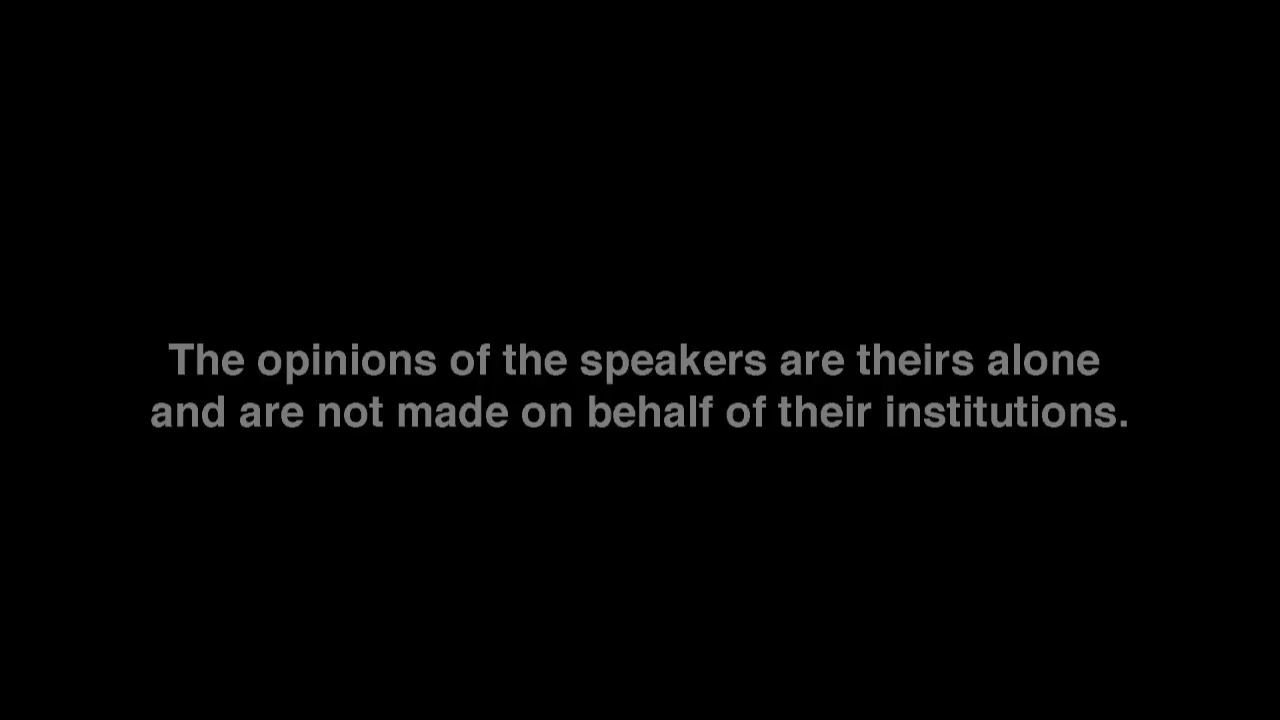 The opinions of the speakers are theirs alone
and are not made on behalf of their institutions.